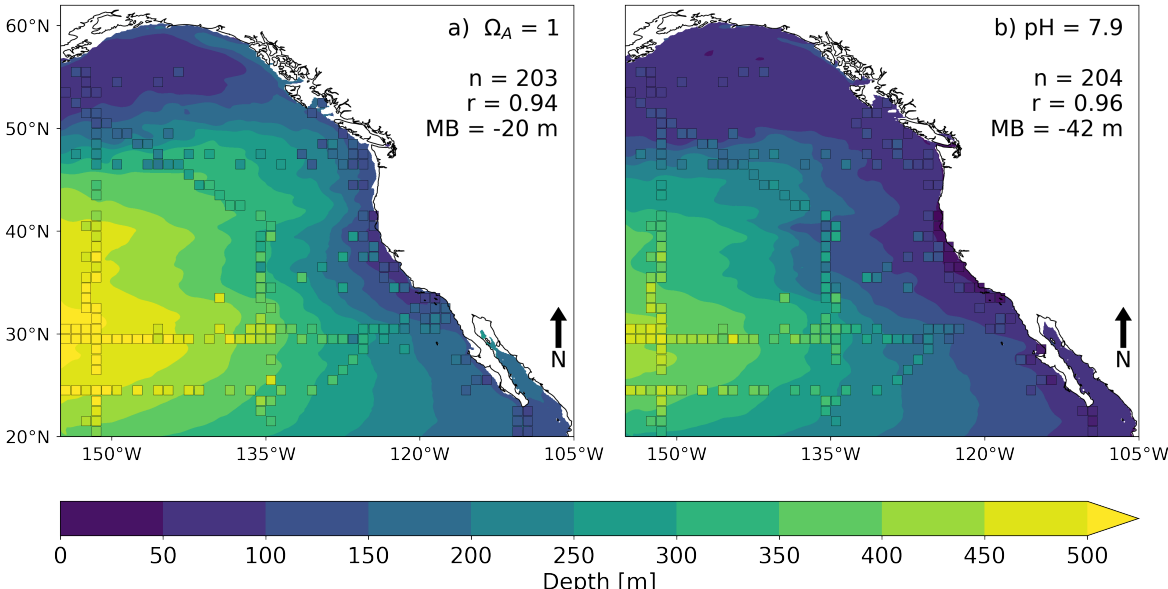 a) Ω_A = 1
n = 203
r = 0.94
MB = -20 m
N
60°N
50°N
40°N
30°N
20°N
150°W
135°W
120°W
105°W
b) pH = 7.9
n = 204
r = 0.96
MB = -42 m
N
150°W
135°W
120°W
105°W
0
50
100
150
200
250
300
350
400
450
500
Depth [m]